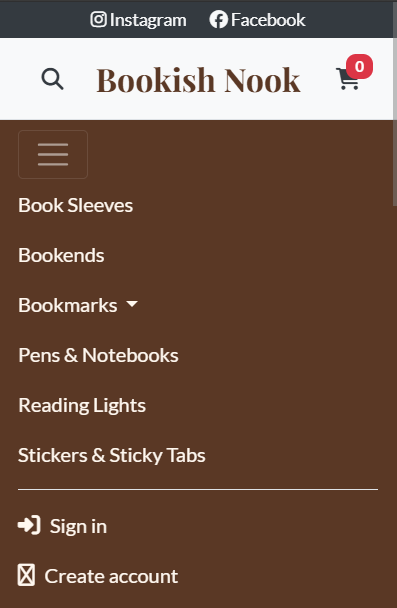 Instagram Facebook
Bookish Nook 0
Book Sleeves
Bookends
Bookmarks
Pens & Notebooks
Reading Lights
Stickers & Sticky Tabs
Sign in
Create account